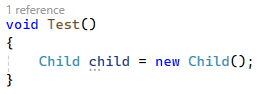 1 reference
void Test()
{
    Child child = new Child();
}